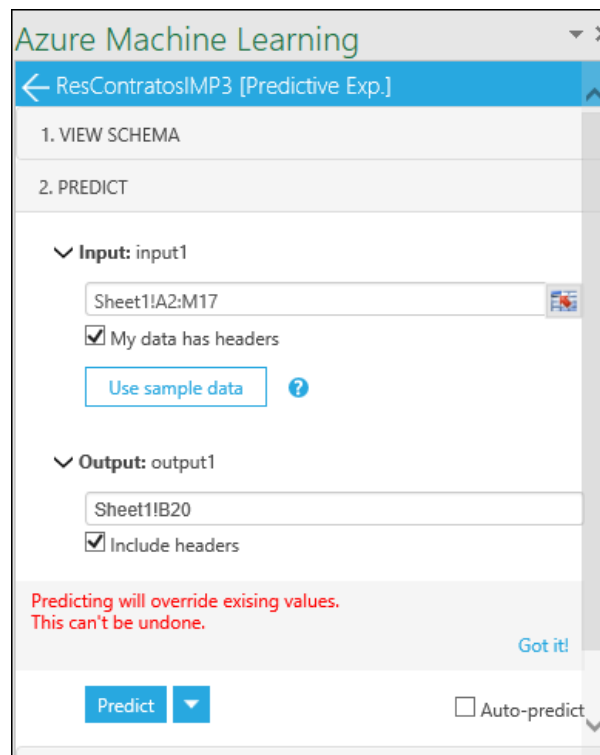 Azure Machine Learning
ResContratosIMP3 [Predictive Exp.]
1. VIEW SCHEMA
2. PREDICT
Input: input1
Sheet1!A2:M17
My data has headers
Use sample data
?
Output: output1
Sheet1!B20
Include headers
Predicting will override exising values.
This can't be undone.
Got it!
Predict
Auto-predict